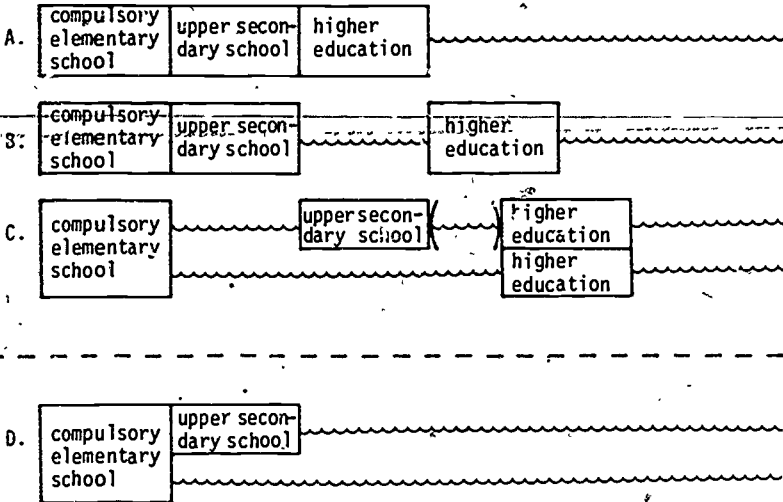 A.
compulsory
elementary
school
upper secon-
dary school
higher
education
B.
compulsory
elementary
school
upper secon-
dary school
higher
education
C.
compulsory
elementary
school
upper secon-
dary school
higher
education
higher
education
D.
compulsory
elementary
school
upper secon-
dary school